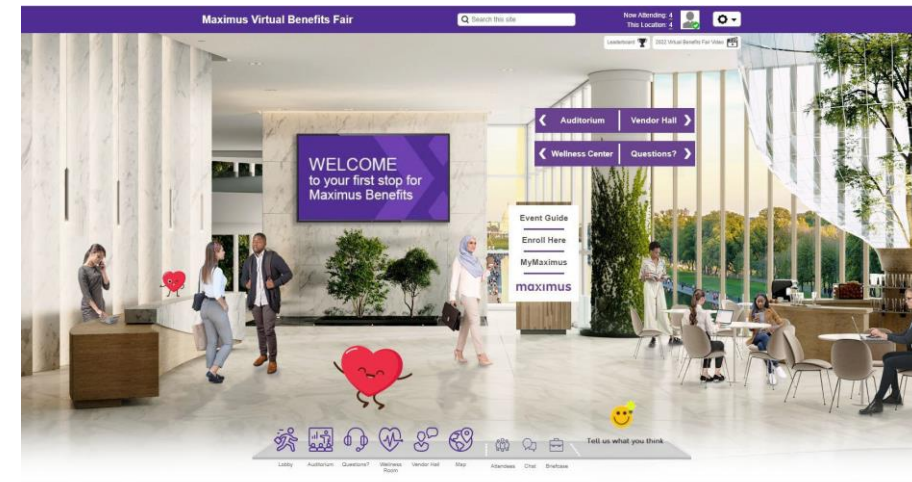 Maximus Virtual Benefits Fair
Search this site
Now Attending: 4
This Location: 4
Leaderboard
2022 Virtual Benefits Fair Video
Auditorium
Vendor Hall
Wellness Center
Questions?
WELCOME
to your first stop for
Maximus Benefits
Event Guide
Enroll Here
MyMaximus
maximus
Tell us what you think
Lobby
Auditorium
Questions?
Wellness
Room
Vendor Hall
Map
Attendees
Chat
Briefcase